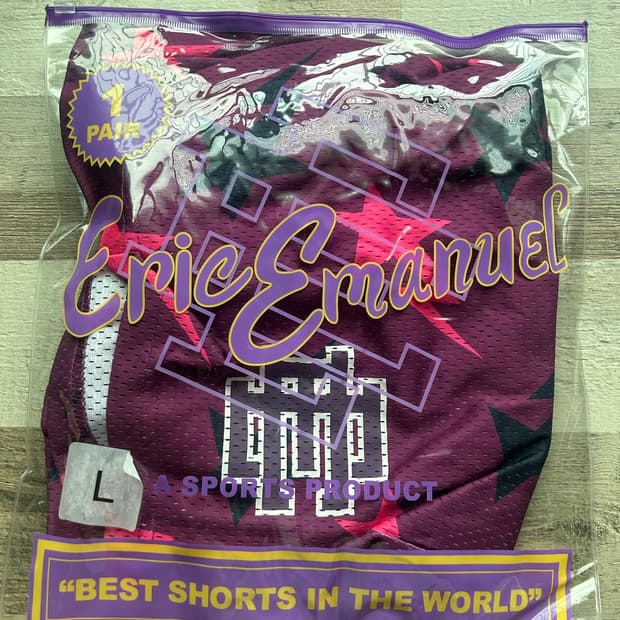 1
PAIR
Eric Emanuel
L
A SPORTS PRODUCT
“BEST SHORTS IN THE WORLD”